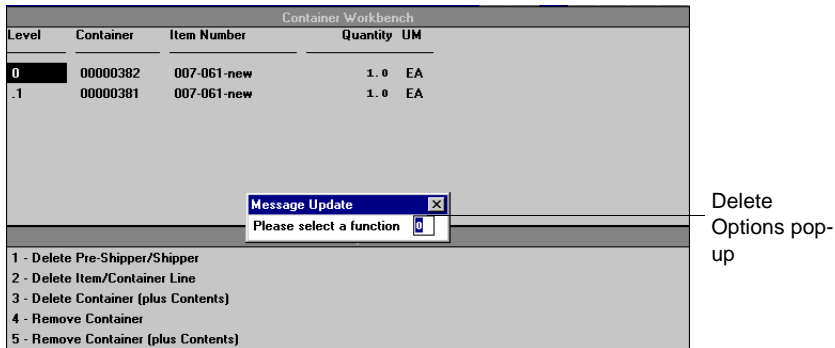 Container Workbench
Level Container Item Number Quantity UM
0 00000382 007-061-new 1.0 EA
.1 00000381 007-061-new 1.0 EA
Message Update
Please select a function 0
Delete
Options pop-
up
1 - Delete Pre-Shipper/Shipper
2 - Delete Item/Container Line
3 - Delete Container (plus Contents)
4 - Remove Container
5 - Remove Container (plus Contents)